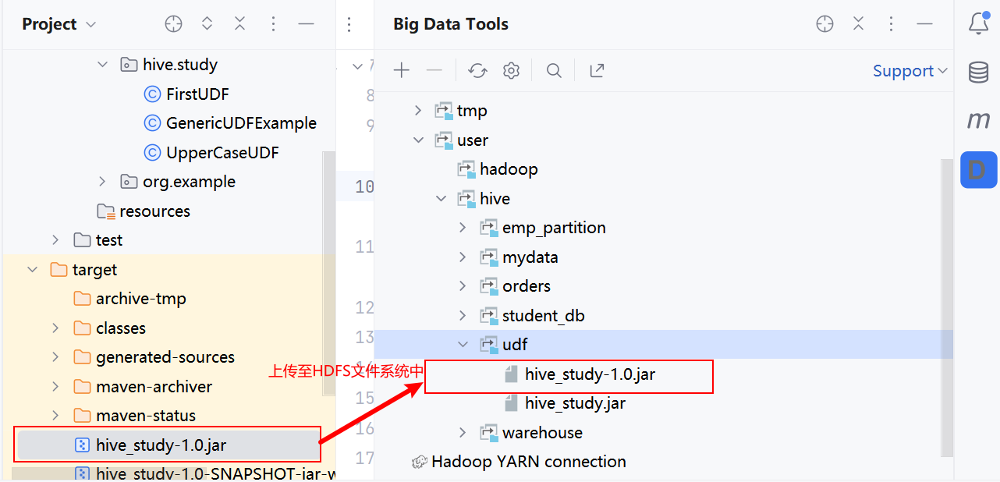 Project
hive.study
FirstUDF
GenericUDFExample
UpperCaseUDF
org.example
resources
test
target
archive-tmp
classes
generated-sources
maven-archiver
maven-status
hive_study-1.0.jar
hive_study-1.0-SNAPSHOT-jar-w
7
8
9
10
11
12
13
15
16
17
上传至HDFS文件系统中
Big Data Tools
Support
tmp
user
hadoop
hive
emp_partition
mydata
orders
student_db
udf
hive_study-1.0.jar
hive_study.jar
warehouse
Hadoop YARN connection
m
D